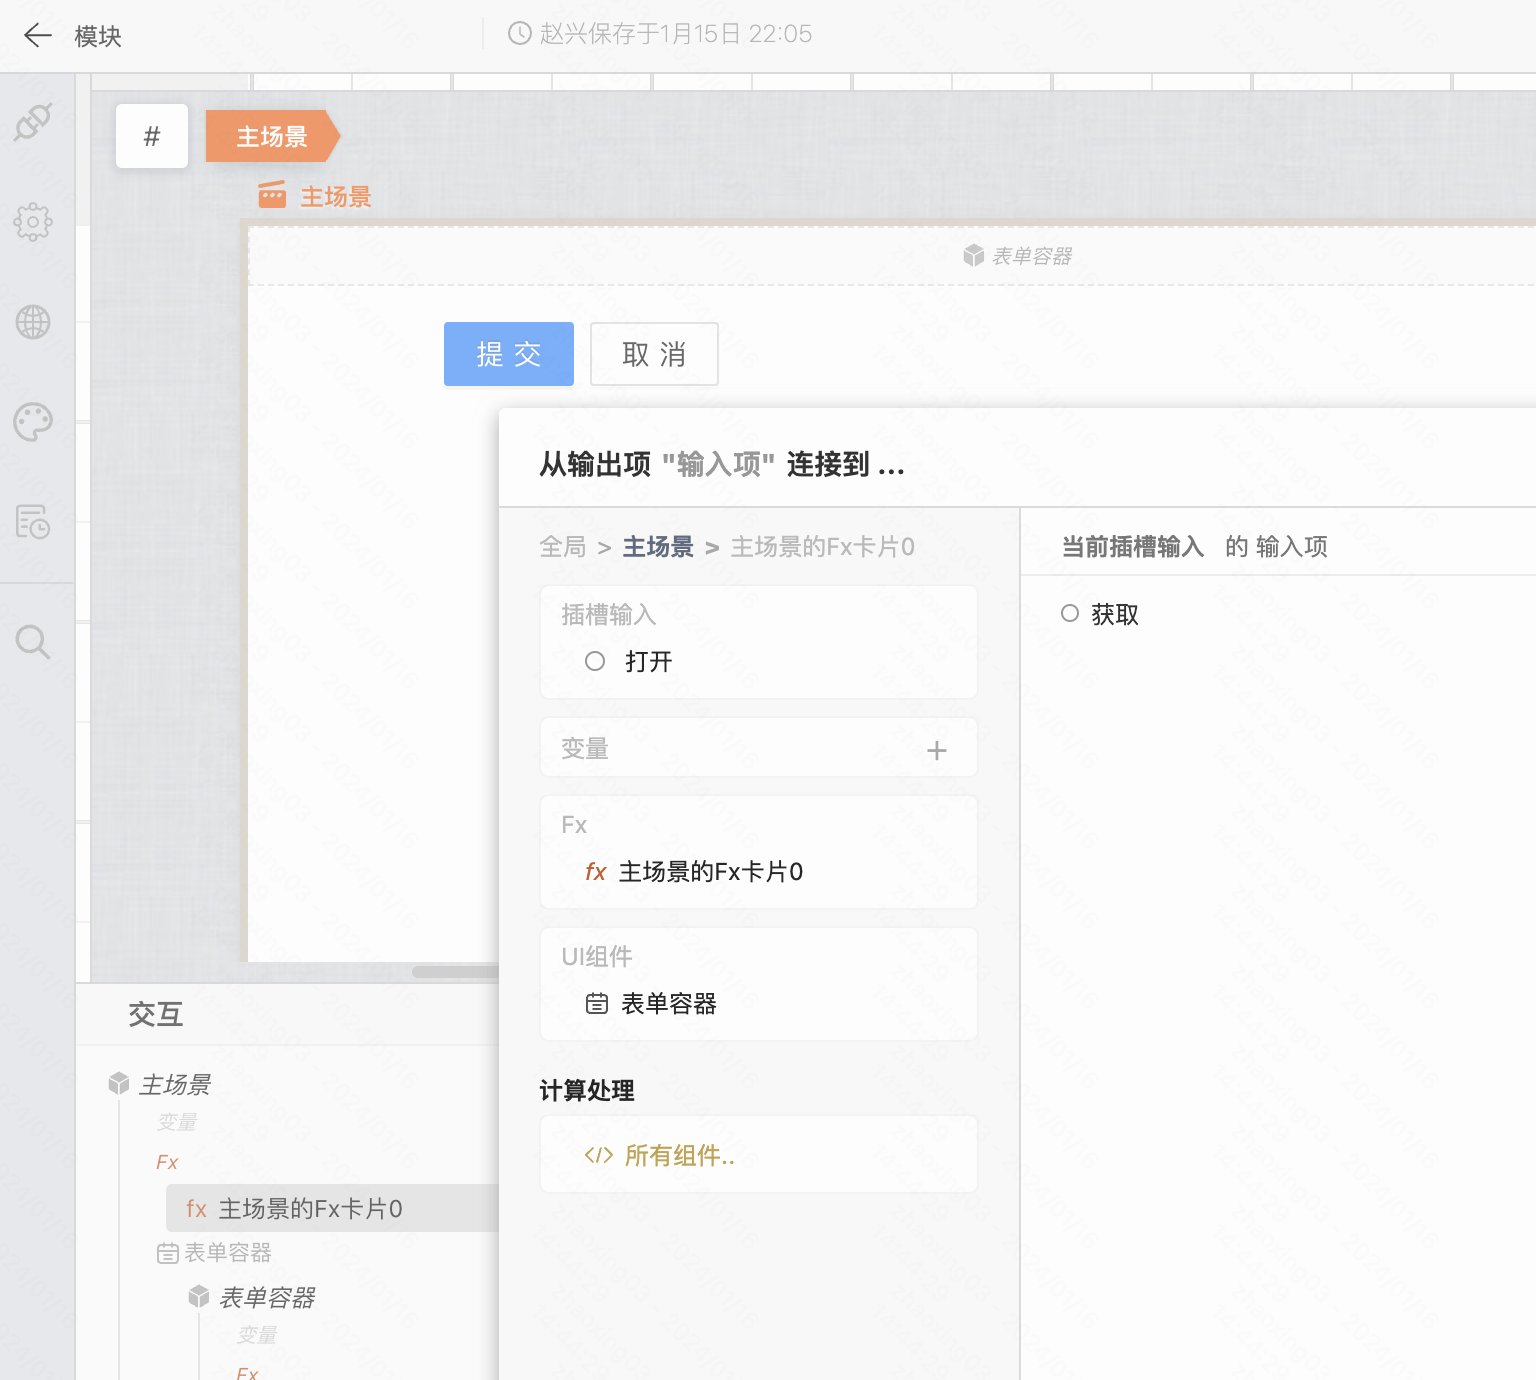 模块
赵兴保存于1月15日 22:05
#
主场景
主场景
表单容器
提 交
取 消
从输出项 "输入项" 连接到 ...
全局 > 主场景 > 主场景的Fx卡片0
当前插槽输入 的 输入项
插槽输入
获取
打开
变量
Fx
fx 主场景的Fx卡片0
UI组件
表单容器
计算处理
</> 所有组件..
交互
主场景
变量
Fx
fx 主场景的Fx卡片0
表单容器
表单容器
变量
Fx